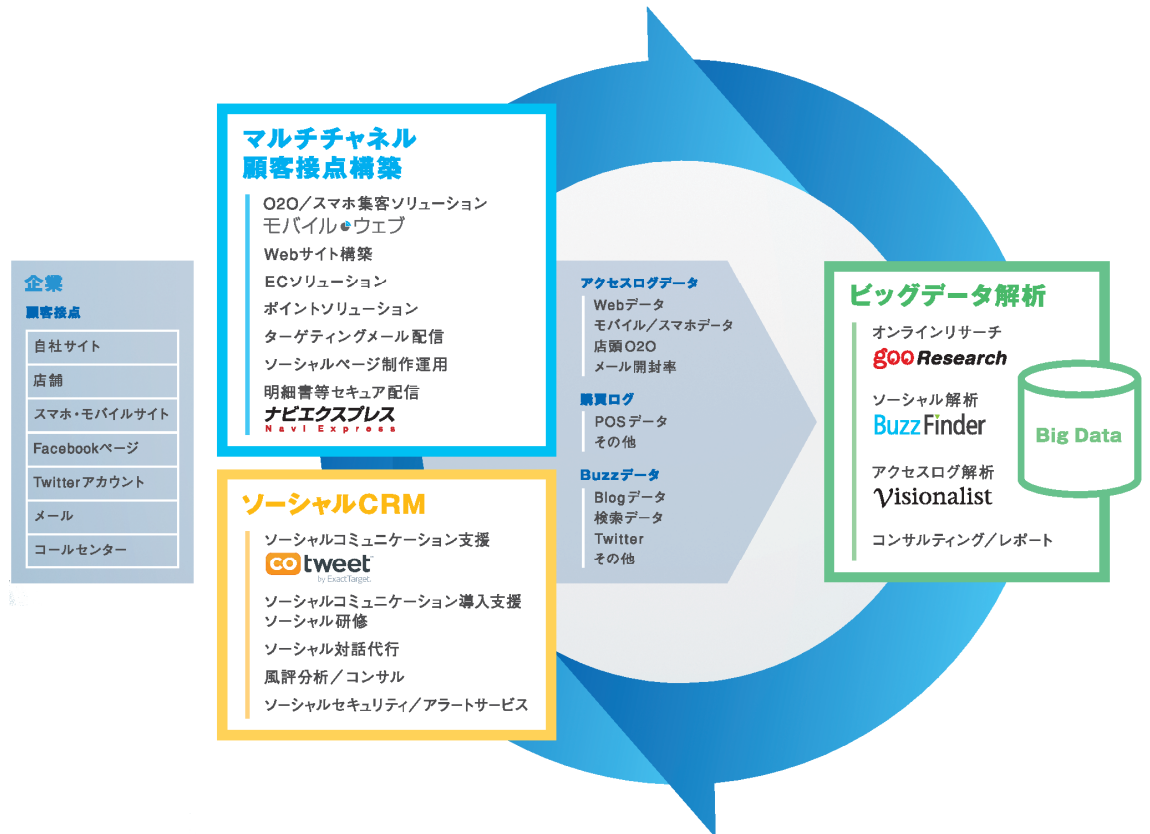 企業
顧客接点
自社サイト
店舗
スマホ・モバイルサイト
Facebookページ
Twitterアカウント
メール
コールセンター
マルチチャネル
顧客接点構築
O2O／スマホ集客ソリューション
モバイル・ウェブ
Webサイト構築
ECソリューション
ポイントソリューション
ターゲティングメール配信
ソーシャルページ制作運用
明細書等セキュア配信
ナビエクスプレス
Navi Express
ソーシャルCRM
ソーシャルコミュニケーション支援
co tweet™
by ExactTarget.
ソーシャルコミュニケーション導入支援
ソーシャル研修
ソーシャル対話代行
風評分析／コンサル
ソーシャルセキュリティ／アラートサービス
アクセスログデータ
Webデータ
モバイル／スマホデータ
店頭O2O
メール開封率
購買ログ
POSデータ
その他
Buzzデータ
Blogデータ
検索データ
Twitter
その他
ビッグデータ解析
オンラインリサーチ
goo Research
ソーシャル解析
BuzzFinder
アクセスログ解析
Visionalist
コンサルティング／レポート
Big Data